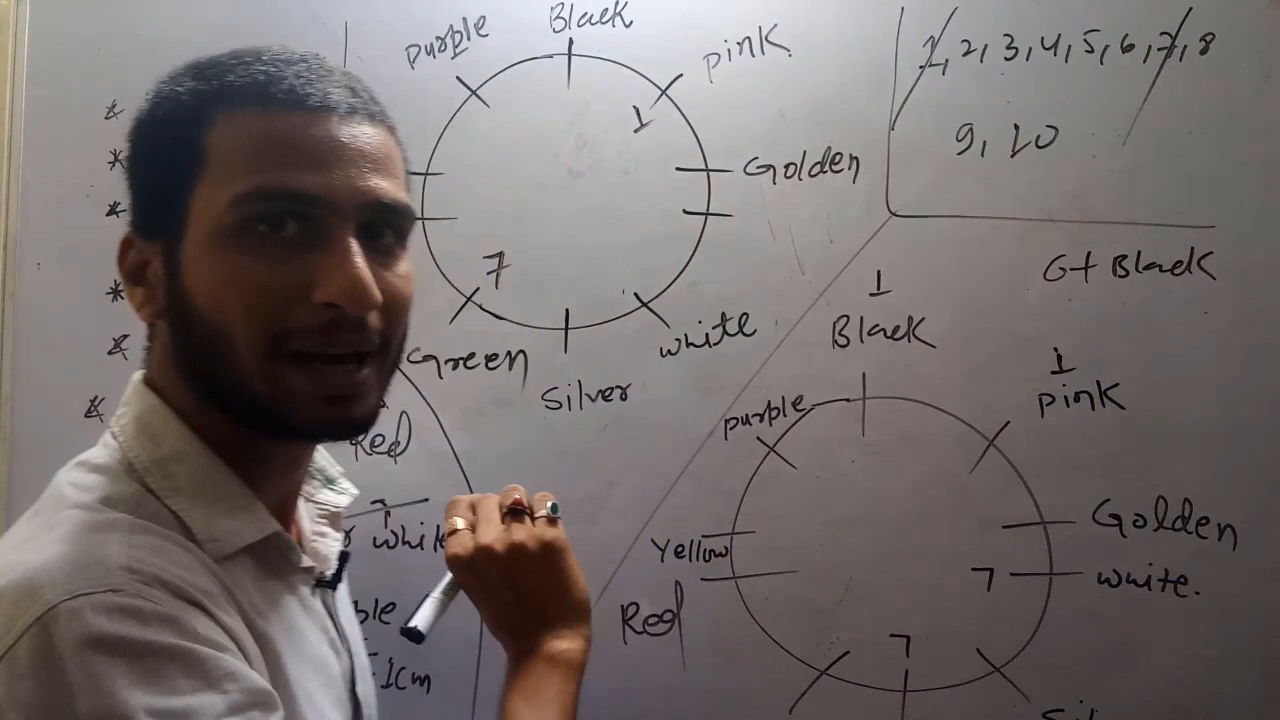 Purple
Black
pink
1
Golden
7
Green
Silver
white
1, 2, 3, 4, 5, 6, 7, 8
9, 10
G+ Black
1
Black
1
pink
purple
Golden
Yellow
7
white.
Red
7
Red
1cm